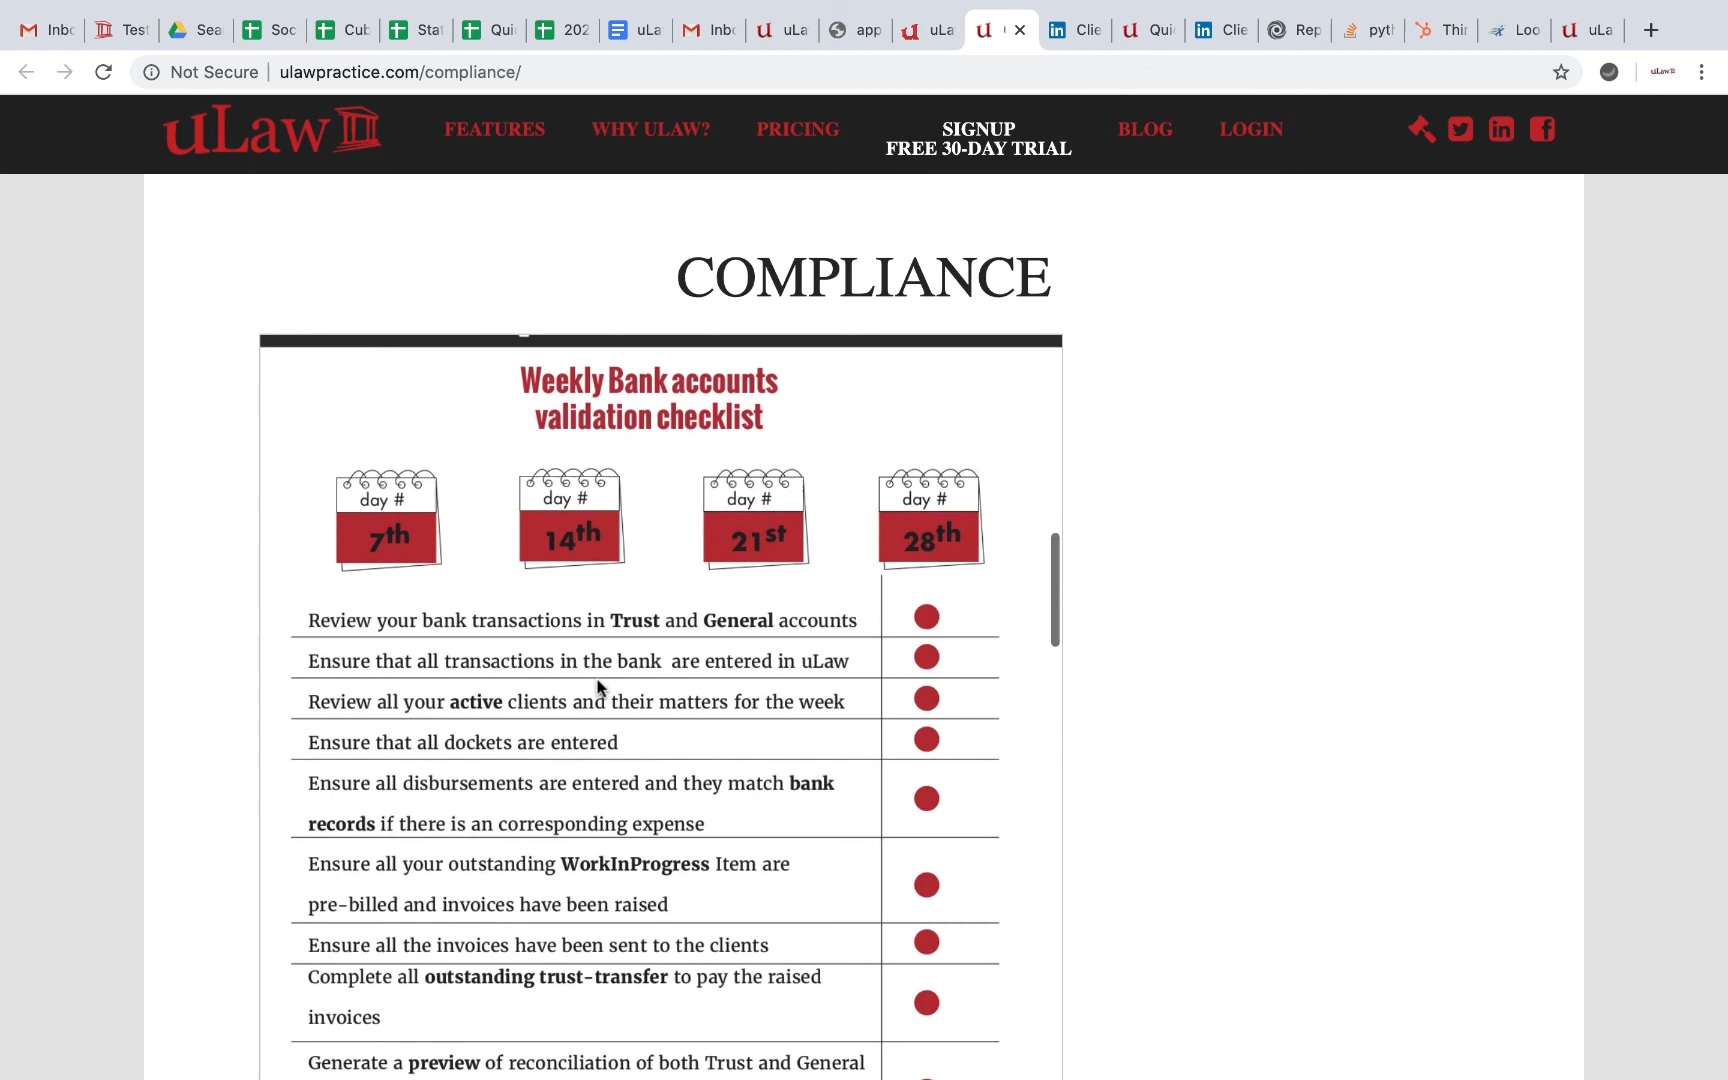 Inbc Test Sea Soc Cub Stat Qui 202 uLa Inbc uLa app uLa Clie Qui Clie Rep pyth Thir Loo uLa
Not Secure ulawpractice.com/compliance/
uLaw FEATURES WHY ULAW? PRICING SIGNUP BLOG LOGIN
FREE 30-DAY TRIAL
COMPLIANCE
Weekly Bank accounts
validation checklist
day # day # day # day #
7th 14th 21st 28th
Review your bank transactions in Trust and General accounts
Ensure that all transactions in the bank are entered in uLaw
Review all your active clients and their matters for the week
Ensure that all dockets are entered
Ensure all disbursements are entered and they match bank
records if there is an corresponding expense
Ensure all your outstanding WorkInProgress Item are
pre-billed and invoices have been raised
Ensure all the invoices have been sent to the clients
Complete all outstanding trust-transfer to pay the raised
invoices
Generate a preview of reconciliation of both Trust and General